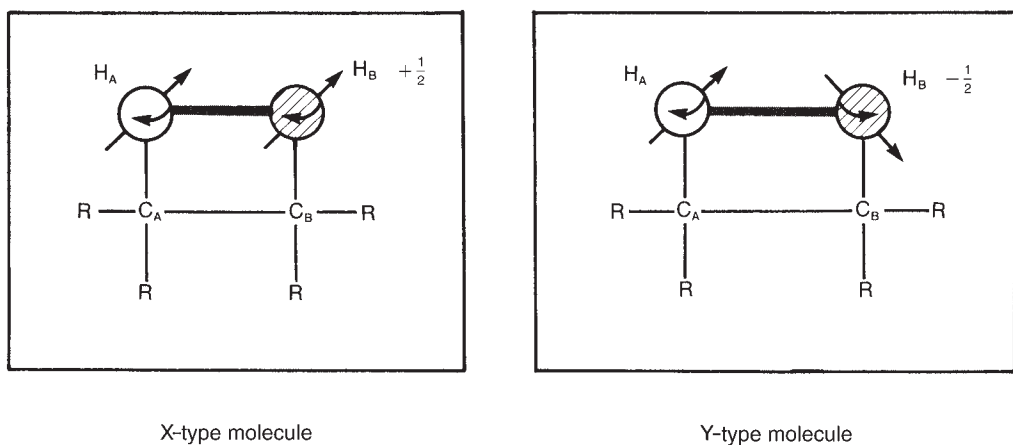 H_A H_B + 1/2
R C_A C_B R
R R
X-type molecule
H_A H_B − 1/2
R C_A C_B R
R R
Y-type molecule